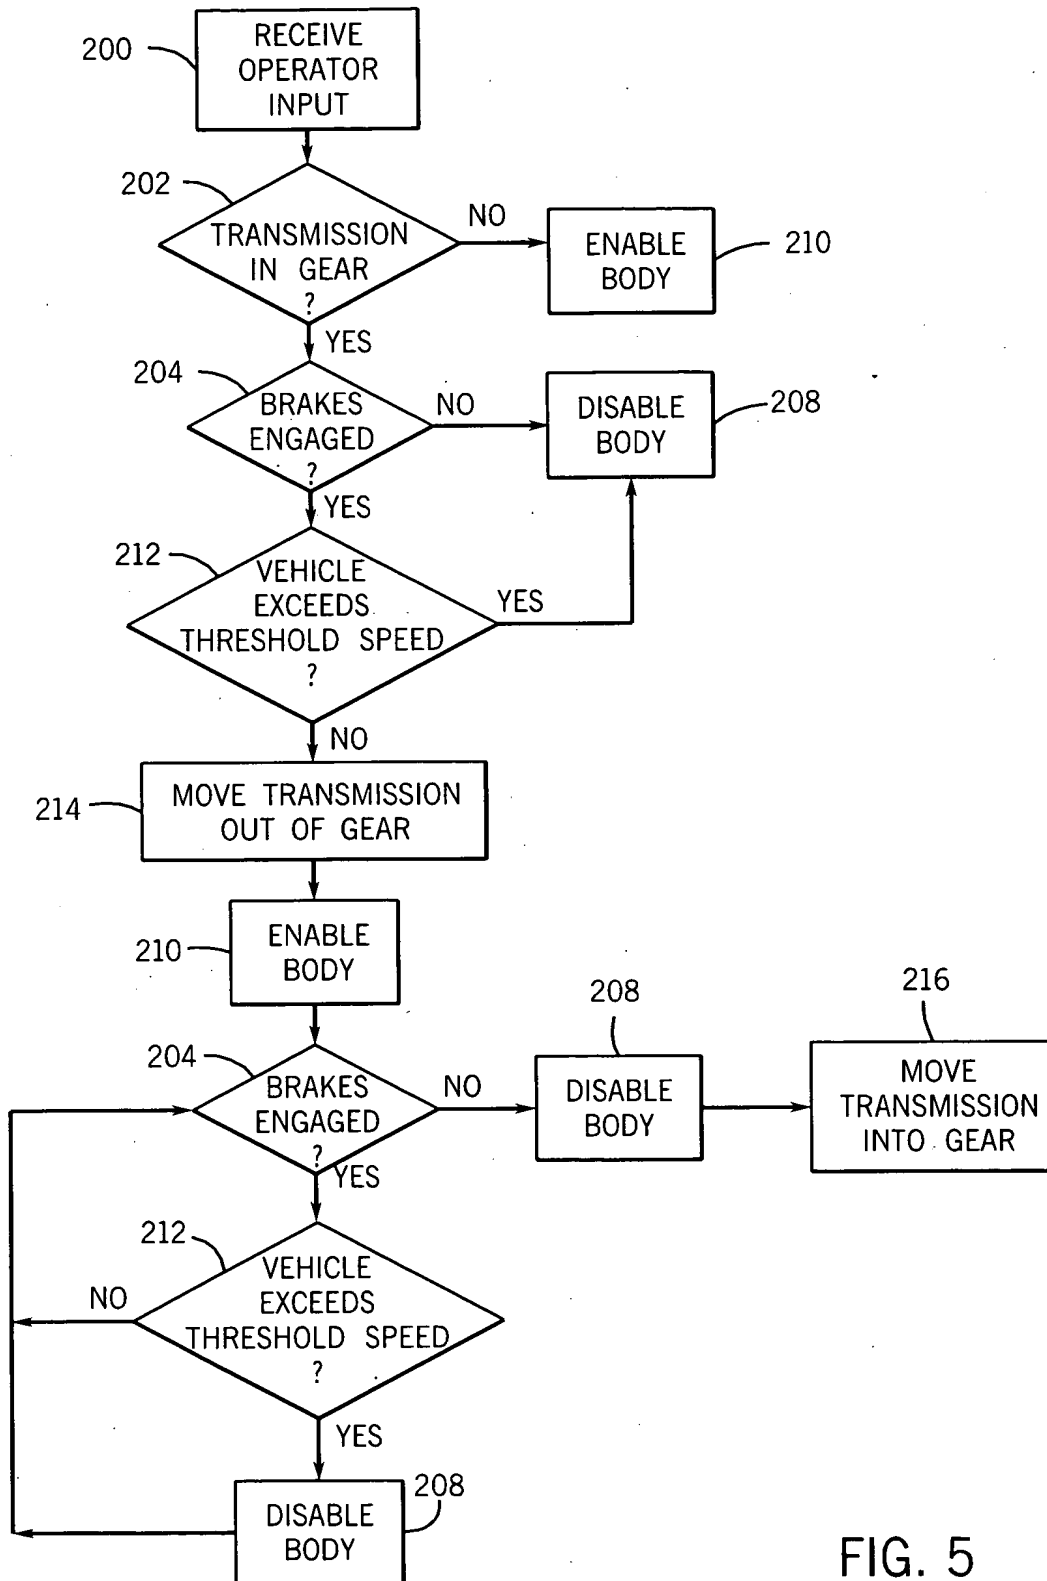 200
RECEIVE
OPERATOR
INPUT
202
TRANSMISSION
IN GEAR
?
NO
ENABLE
BODY
210
YES
204
BRAKES
ENGAGED
?
NO
DISABLE
BODY
208
YES
212
VEHICLE
EXCEEDS
THRESHOLD SPEED
?
YES
NO
214
MOVE TRANSMISSION
OUT OF GEAR
210
ENABLE
BODY
204
BRAKES
ENGAGED
?
NO
208
DISABLE
BODY
216
MOVE
TRANSMISSION
INTO GEAR
YES
212
VEHICLE
EXCEEDS
THRESHOLD SPEED
?
NO
YES
208
DISABLE
BODY
FIG. 5